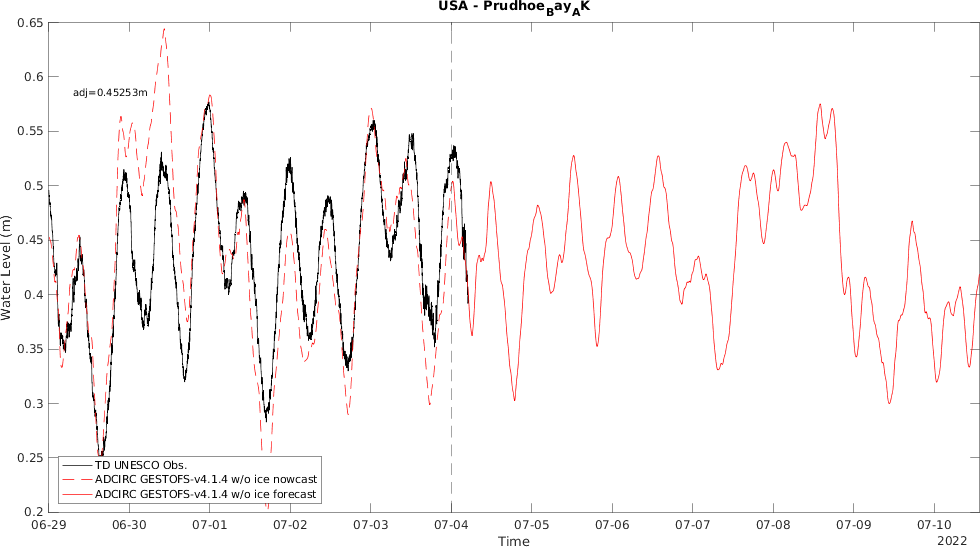 USA - Prudhoe_Bay_AK
0.65
0.6
adj=0.45253m
0.55
0.5
0.45
0.4
0.35
0.3
0.25
0.2
Water Level (m)
TD UNESCO Obs.
ADCIRC GESTOFS-v4.1.4 w/o ice nowcast
ADCIRC GESTOFS-v4.1.4 w/o ice forecast
06-29 06-30 07-01 07-02 07-03 07-04 07-05 07-06 07-07 07-08 07-09 07-10
Time
2022